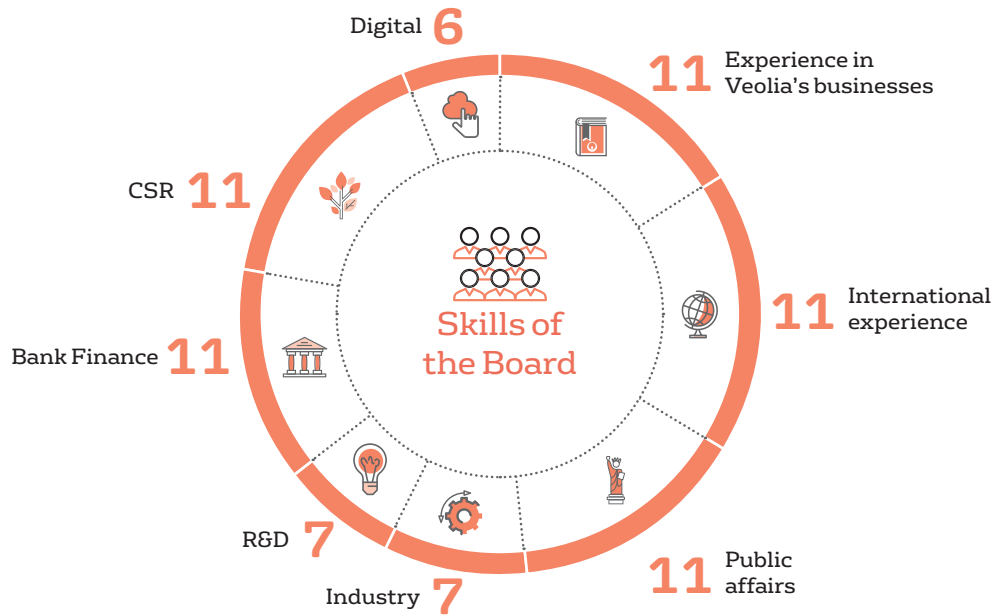 Digital 6
11 Experience in
Veolia's businesses
CSR 11
11 International
experience
Skills of
the Board
Bank Finance 11
R&D 7
Industry 7
11 Public
affairs